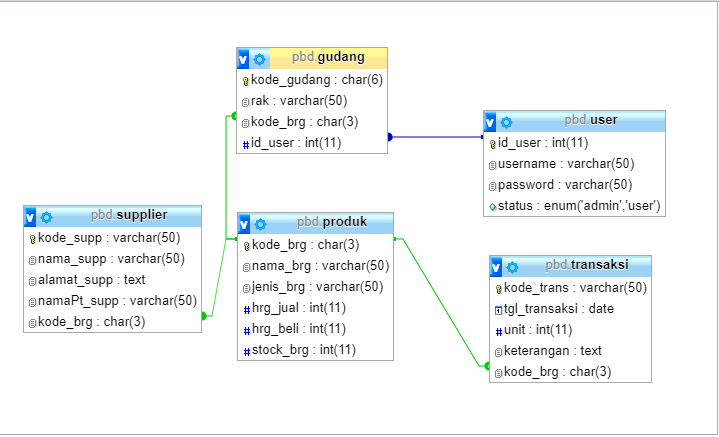 pbd.gudang
kode_gudang : char(6)
rak : varchar(50)
kode_brg : char(3)
id_user : int(11)
pbd.user
id_user : int(11)
username : varchar(50)
password : varchar(50)
status : enum('admin','user')
pbd.supplier
kode_supp : varchar(50)
nama_supp : varchar(50)
alamat_supp : text
namaPt_supp : varchar(50)
kode_brg : char(3)
pbd.produk
kode_brg : char(3)
nama_brg : varchar(50)
jenis_brg : varchar(50)
hrg_jual : int(11)
hrg_beli : int(11)
stock_brg : int(11)
pbd.transaksi
kode_trans : varchar(50)
tgl_transaksi : date
unit : int(11)
keterangan : text
kode_brg : char(3)